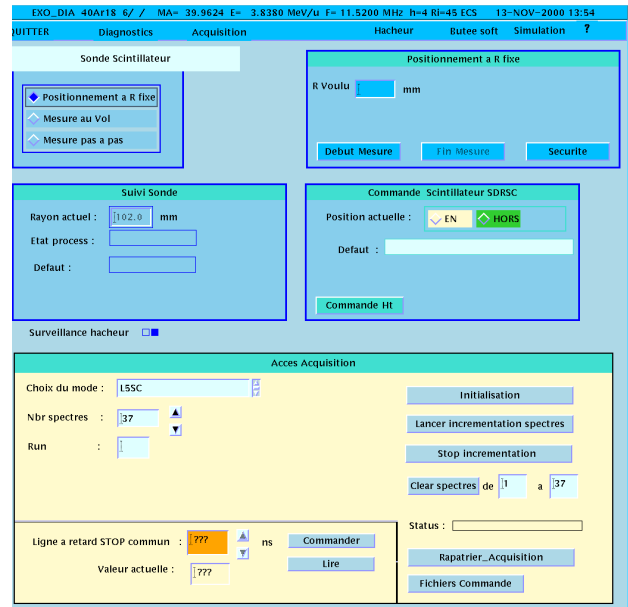 EXO_DIA 40Ar18 6/ / MA= 39.9624 E= 3.8380 MeV/u F= 11.5200 MHz h=4 Ri=45 ECS 13-NOV-2000 13:54
QUITTER Diagnostics Acquisition Hacheur Butee soft Simulation ?
Sonde Scintillateur
Positionnement a R fixe
Mesure au Vol
Mesure pas a pas
Positionnement a R fixe
R Voulu mm
Debut Mesure Fin Mesure Securite
Suivi Sonde
Rayon actuel : 102.0 mm
Etat process :
Defaut :
Commande Scintillateur SDRSC
Position actuelle : EN HORS
Defaut :
Commande Ht
Surveillance hacheur
Acces Acquisition
Choix du mode : L5SC
Nbr spectres : 37
Run :
Initialisation
Lancer incrementation spectres
Stop incrementation
Clear spectres de 1 a 37
Status :
Rapatrier_Acquisition
Fichiers Commande
Ligne a retard STOP commun : ??? ns Commander
Valeur actuelle : ??? Lire